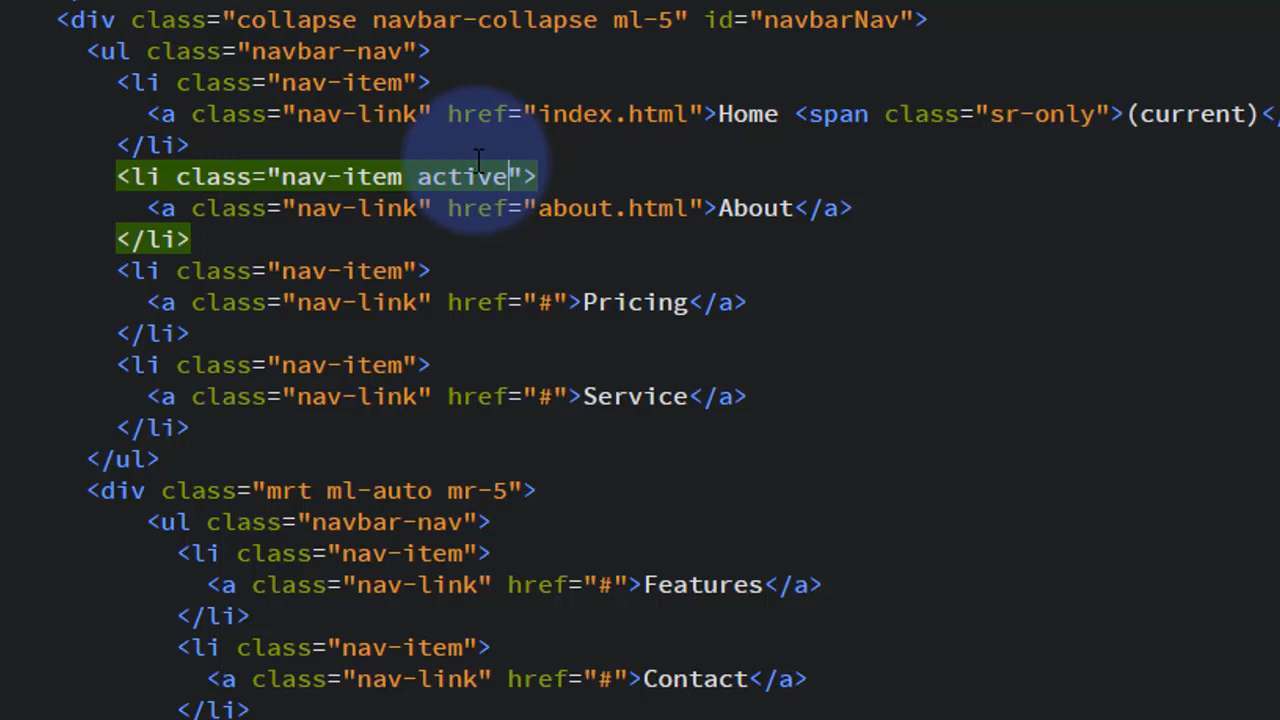 <div class="collapse navbar-collapse ml-5" id="navbarNav">
<ul class="navbar-nav">
<li class="nav-item">
<a class="nav-link" href="index.html">Home <span class="sr-only">(current)</
</li>
<li class="nav-item active">
<a class="nav-link" href="about.html">About</a>
</li>
<li class="nav-item">
<a class="nav-link" href="#">Pricing</a>
</li>
<li class="nav-item">
<a class="nav-link" href="#">Service</a>
</li>
</ul>
<div class="mrt ml-auto mr-5">
<ul class="navbar-nav">
<li class="nav-item">
<a class="nav-link" href="#">Features</a>
</li>
<li class="nav-item">
<a class="nav-link" href="#">Contact</a>
</li>